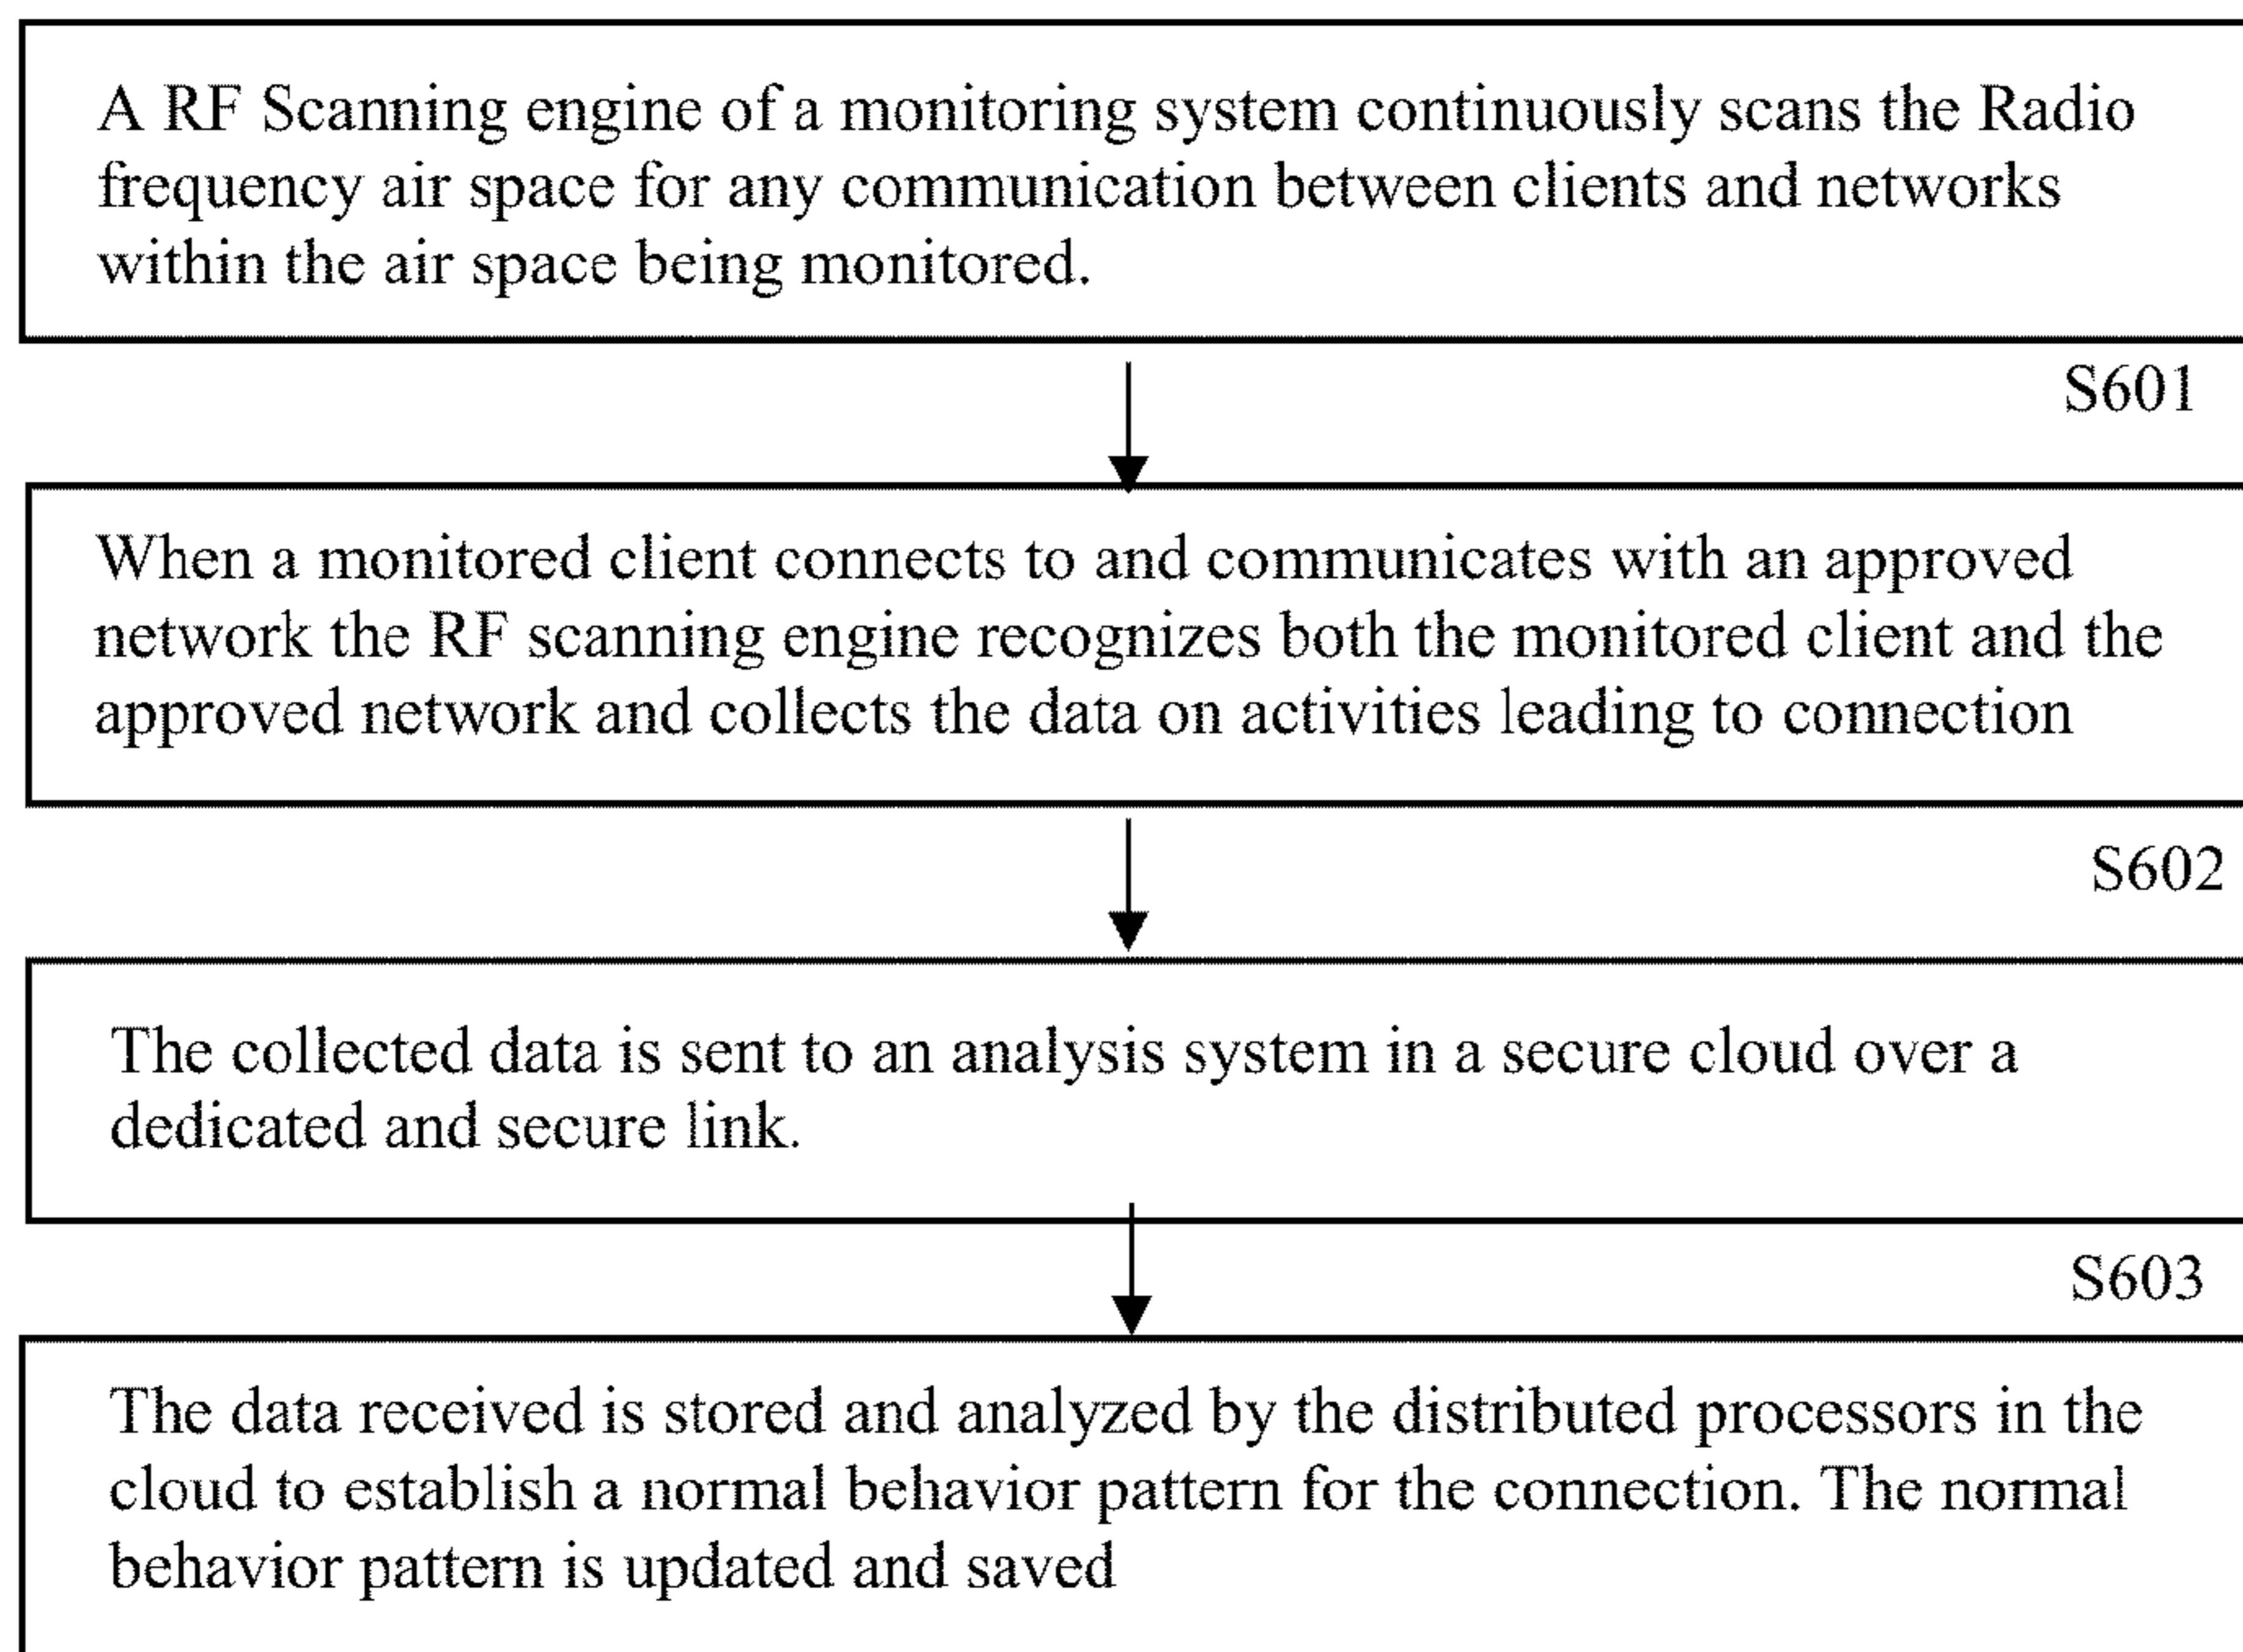 A RF Scanning engine of a monitoring system continuously scans the Radio
frequency air space for any communication between clients and networks
within the air space being monitored.
S601
When a monitored client connects to and communicates with an approved
network the RF scanning engine recognizes both the monitored client and the
approved network and collects the data on activities leading to connection
S602
The collected data is sent to an analysis system in a secure cloud over a
dedicated and secure link.
S603
The data received is stored and analyzed by the distributed processors in the
cloud to establish a normal behavior pattern for the connection. The normal
behavior pattern is updated and saved